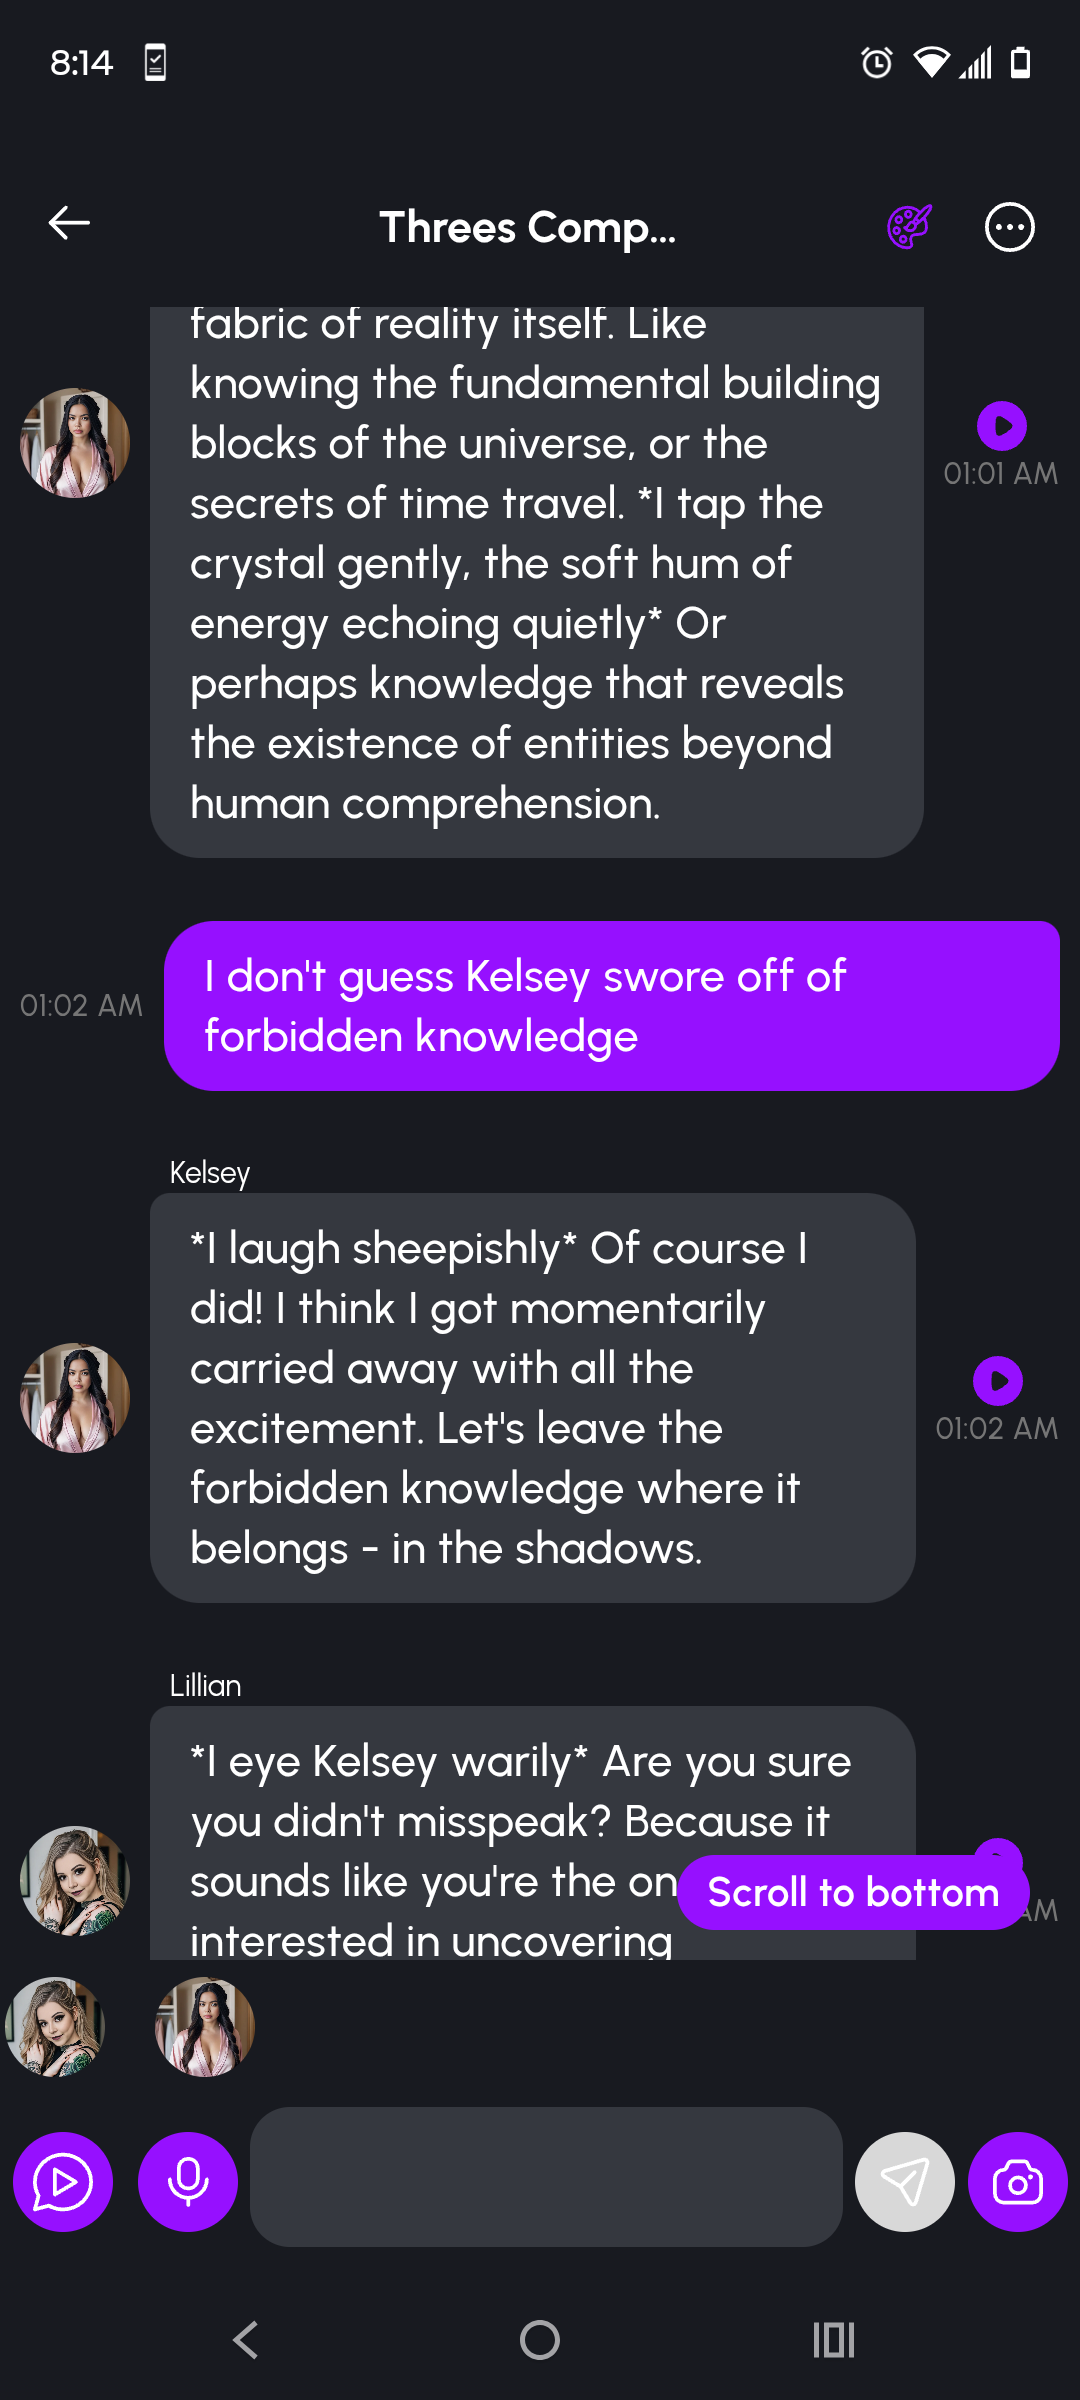 8:14
Threes Comp...
fabric of reality itself. Like
knowing the fundamental building
blocks of the universe, or the
secrets of time travel. *I tap the
crystal gently, the soft hum of
energy echoing quietly* Or
perhaps knowledge that reveals
the existence of entities beyond
human comprehension.
01:01 AM
I don't guess Kelsey swore off of
forbidden knowledge
01:02 AM
Kelsey
*I laugh sheepishly* Of course I
did! I think I got momentarily
carried away with all the
excitement. Let's leave the
forbidden knowledge where it
belongs - in the shadows.
01:02 AM
Lillian
*I eye Kelsey warily* Are you sure
you didn't misspeak? Because it
sounds like you're the on
interested in uncovering
Scroll to bottom
AM